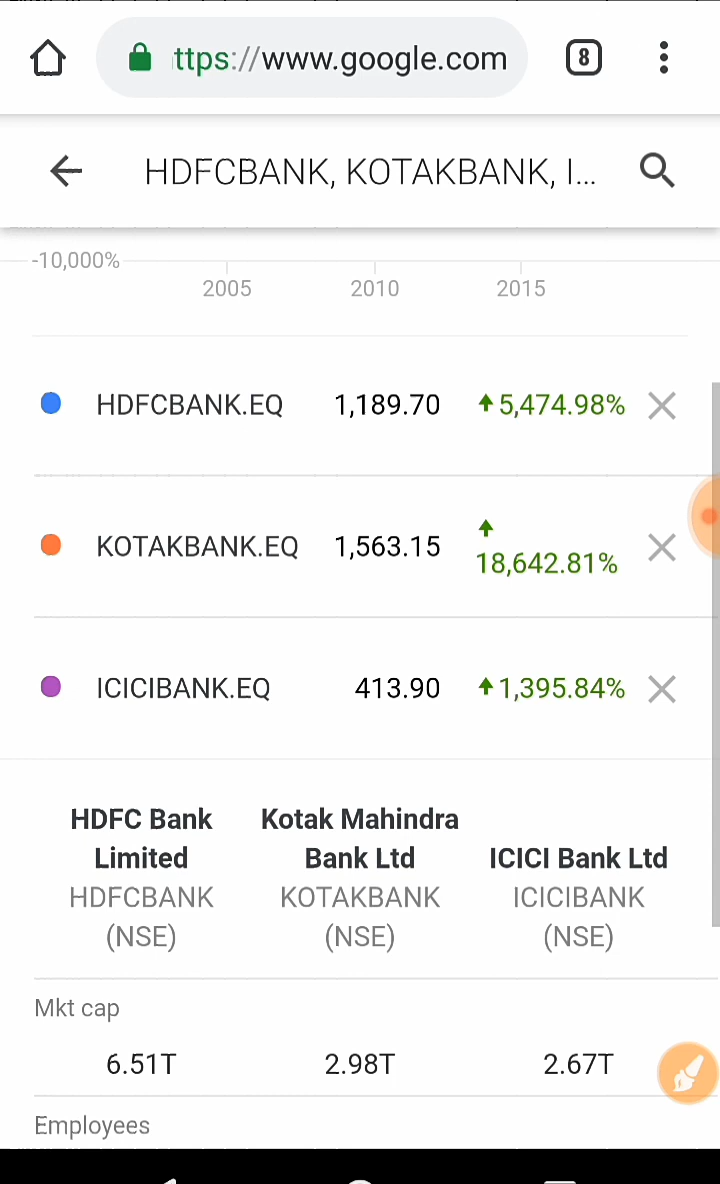 ttps://www.google.com
8
HDFCBANK, KOTAKBANK, I...
-10,000%
2005 2010 2015
HDFCBANK.EQ 1,189.70 5,474.98%
KOTAKBANK.EQ 1,563.15 18,642.81%
ICICIBANK.EQ 413.90 1,395.84%
HDFC Bank Kotak Mahindra
Limited Bank Ltd ICICI Bank Ltd
HDFCBANK KOTAKBANK ICICIBANK
(NSE) (NSE) (NSE)
Mkt cap
6.51T 2.98T 2.67T
Employees